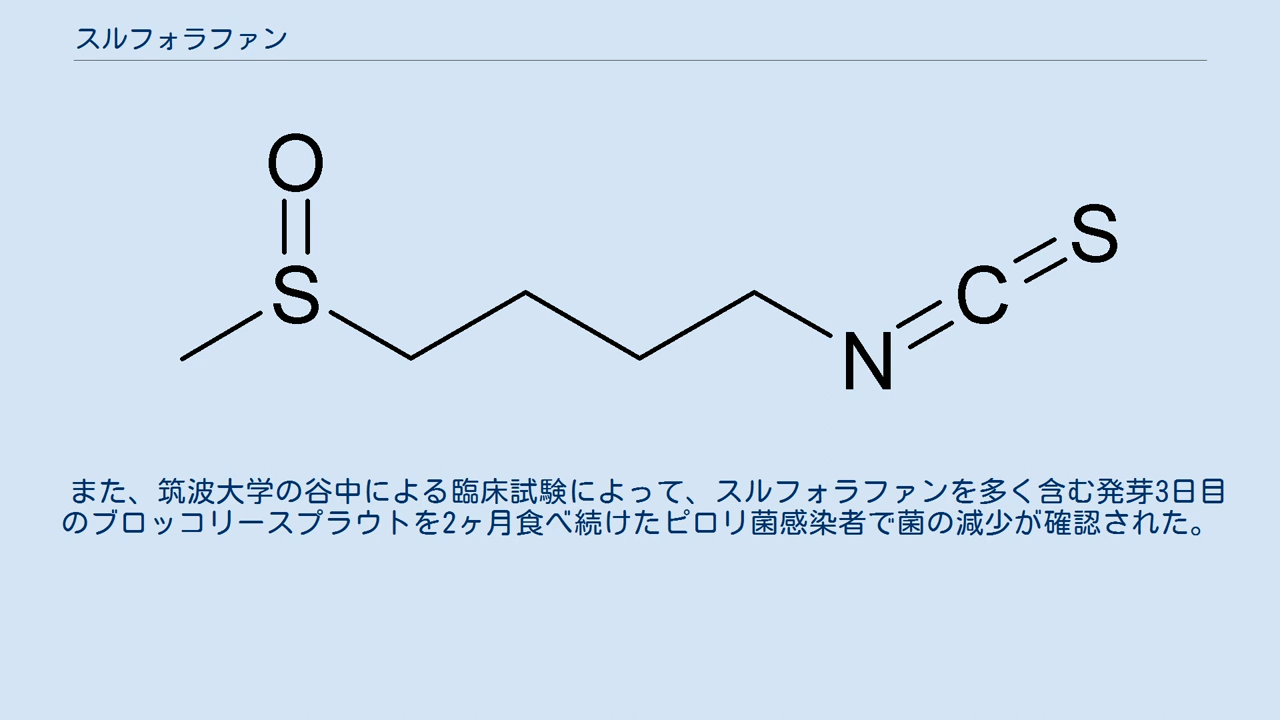 スルフォラファン
O
S
S
C
N
また、筑波大学の谷中による臨床試験によって、スルフォラファンを多く含む発芽3日目
のブロッコリースプラウトを2ヶ月食べ続けたピロリ菌感染者で菌の減少が確認された。